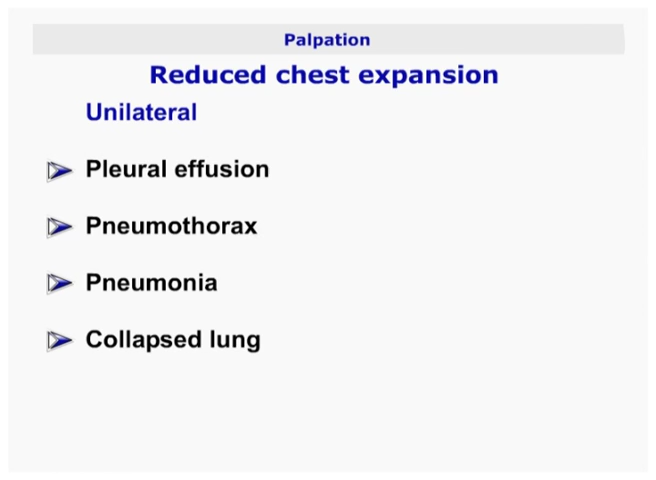 Palpation
Reduced chest expansion
Unilateral
Pleural effusion
Pneumothorax
Pneumonia
Collapsed lung